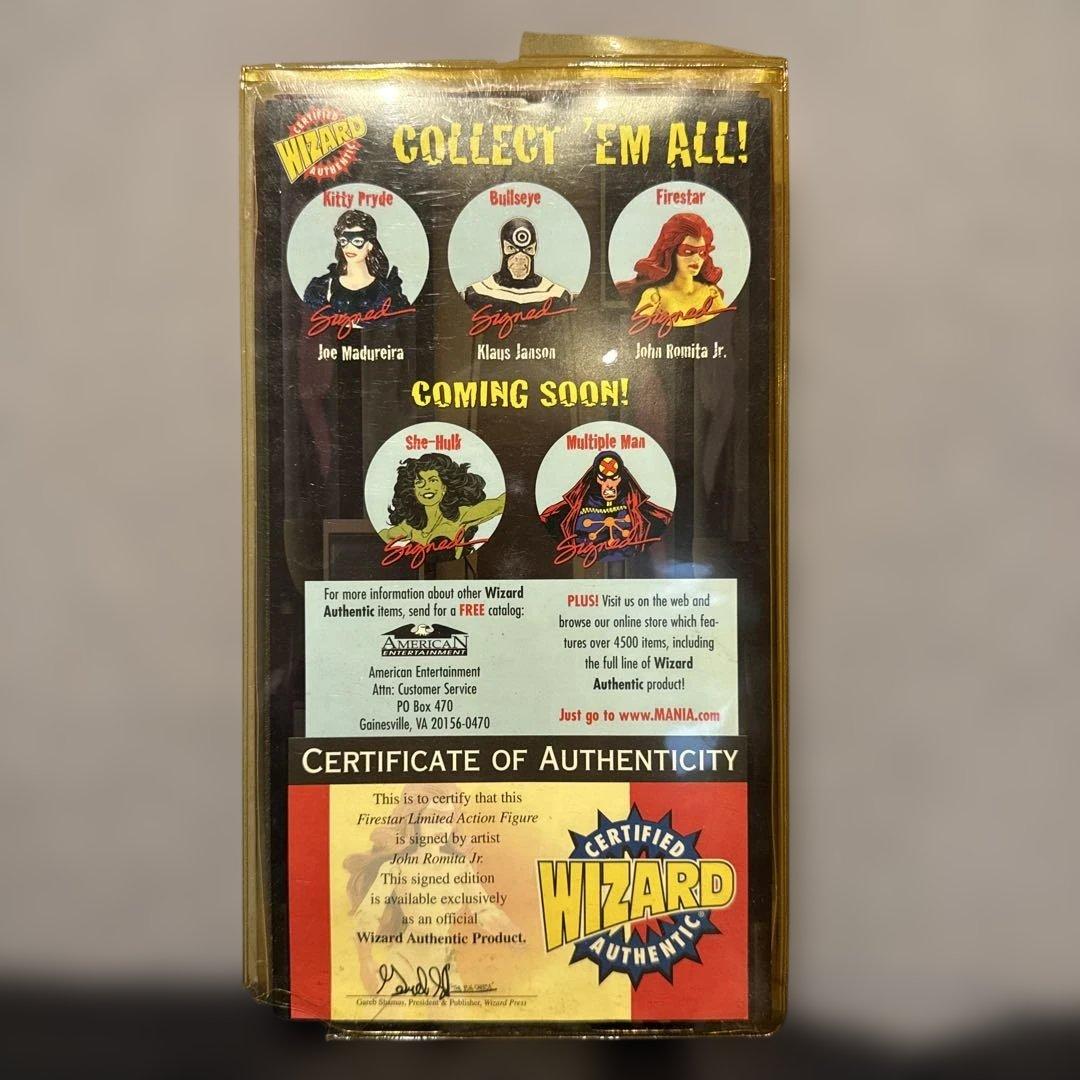 CERTIFIED
WIZARD
AUTHENTIC
COLLECT 'EM ALL!
Kitty Pryde
Signed
Joe Madureira
Bullseye
Signed
Klaus Janson
Firestar
Signed
John Romita Jr.
COMING SOON!
She-Hulk
Signed
Multiple Man
Signed
For more information about other Wizard
Authentic items, send for a FREE catalog:
AMERICAN
ENTERTAINMENT
American Entertainment
Attn: Customer Service
PO Box 470
Gainesville, VA 20156-0470
PLUS! Visit us on the web and
browse our online store which fea-
tures over 4500 items, including
the full line of Wizard
Authentic product!
Just go to www.MANIA.com
CERTIFICATE OF AUTHENTICITY
This is to certify that this
Firestar Limited Action Figure
is signed by artist
John Romita Jr.
This signed edition
is available exclusively
as an official
Wizard Authentic Product.
Gareb Shamus, President & Publisher, Wizard Press
CERTIFIED
WIZARD
AUTHENTIC